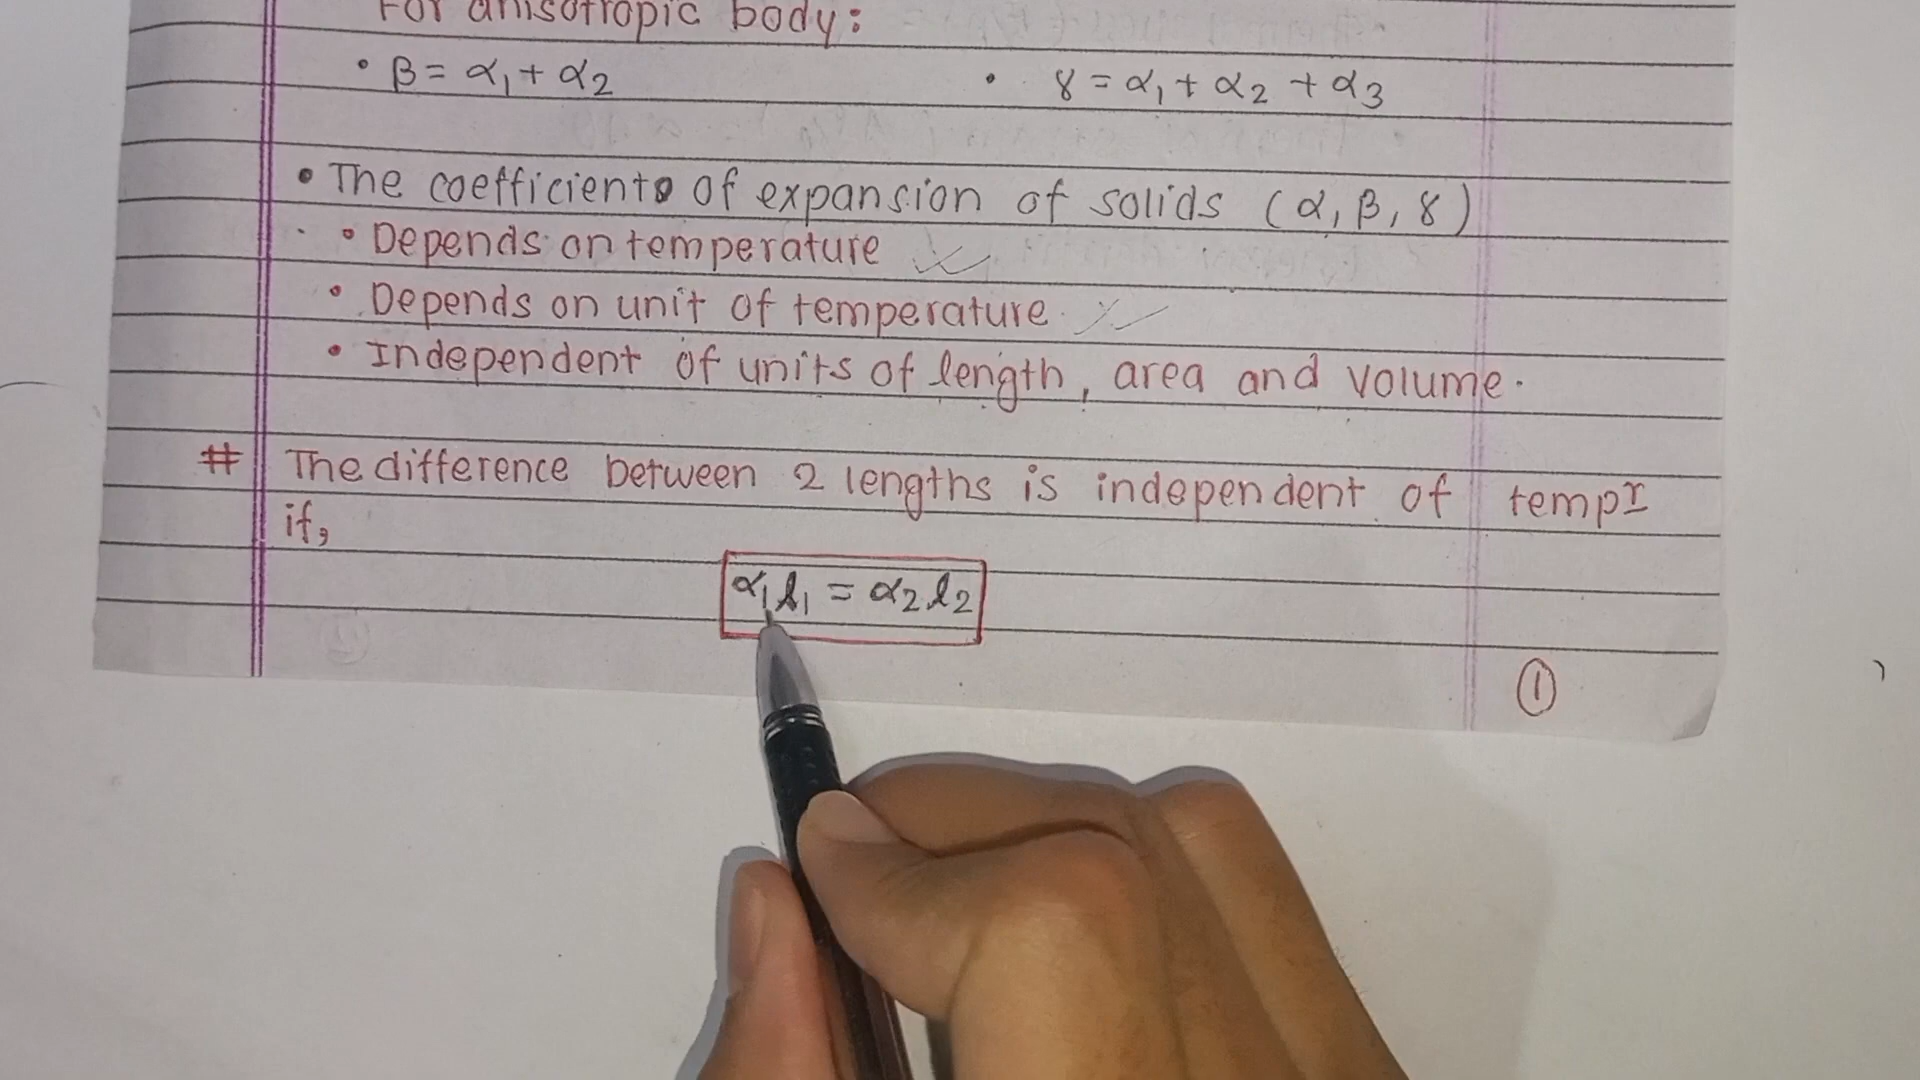 For anisotropic body:
• β = α₁ + α₂ • γ = α₁ + α₂ + α₃
• The coefficients of expansion of solids (α, β, γ)
• Depends on temperature
• Depends on unit of temperature
• Independent of units of length, area and volume.
# The difference between 2 lengths is independent of tempr
if,
α₁l₁ = α₂l₂
1